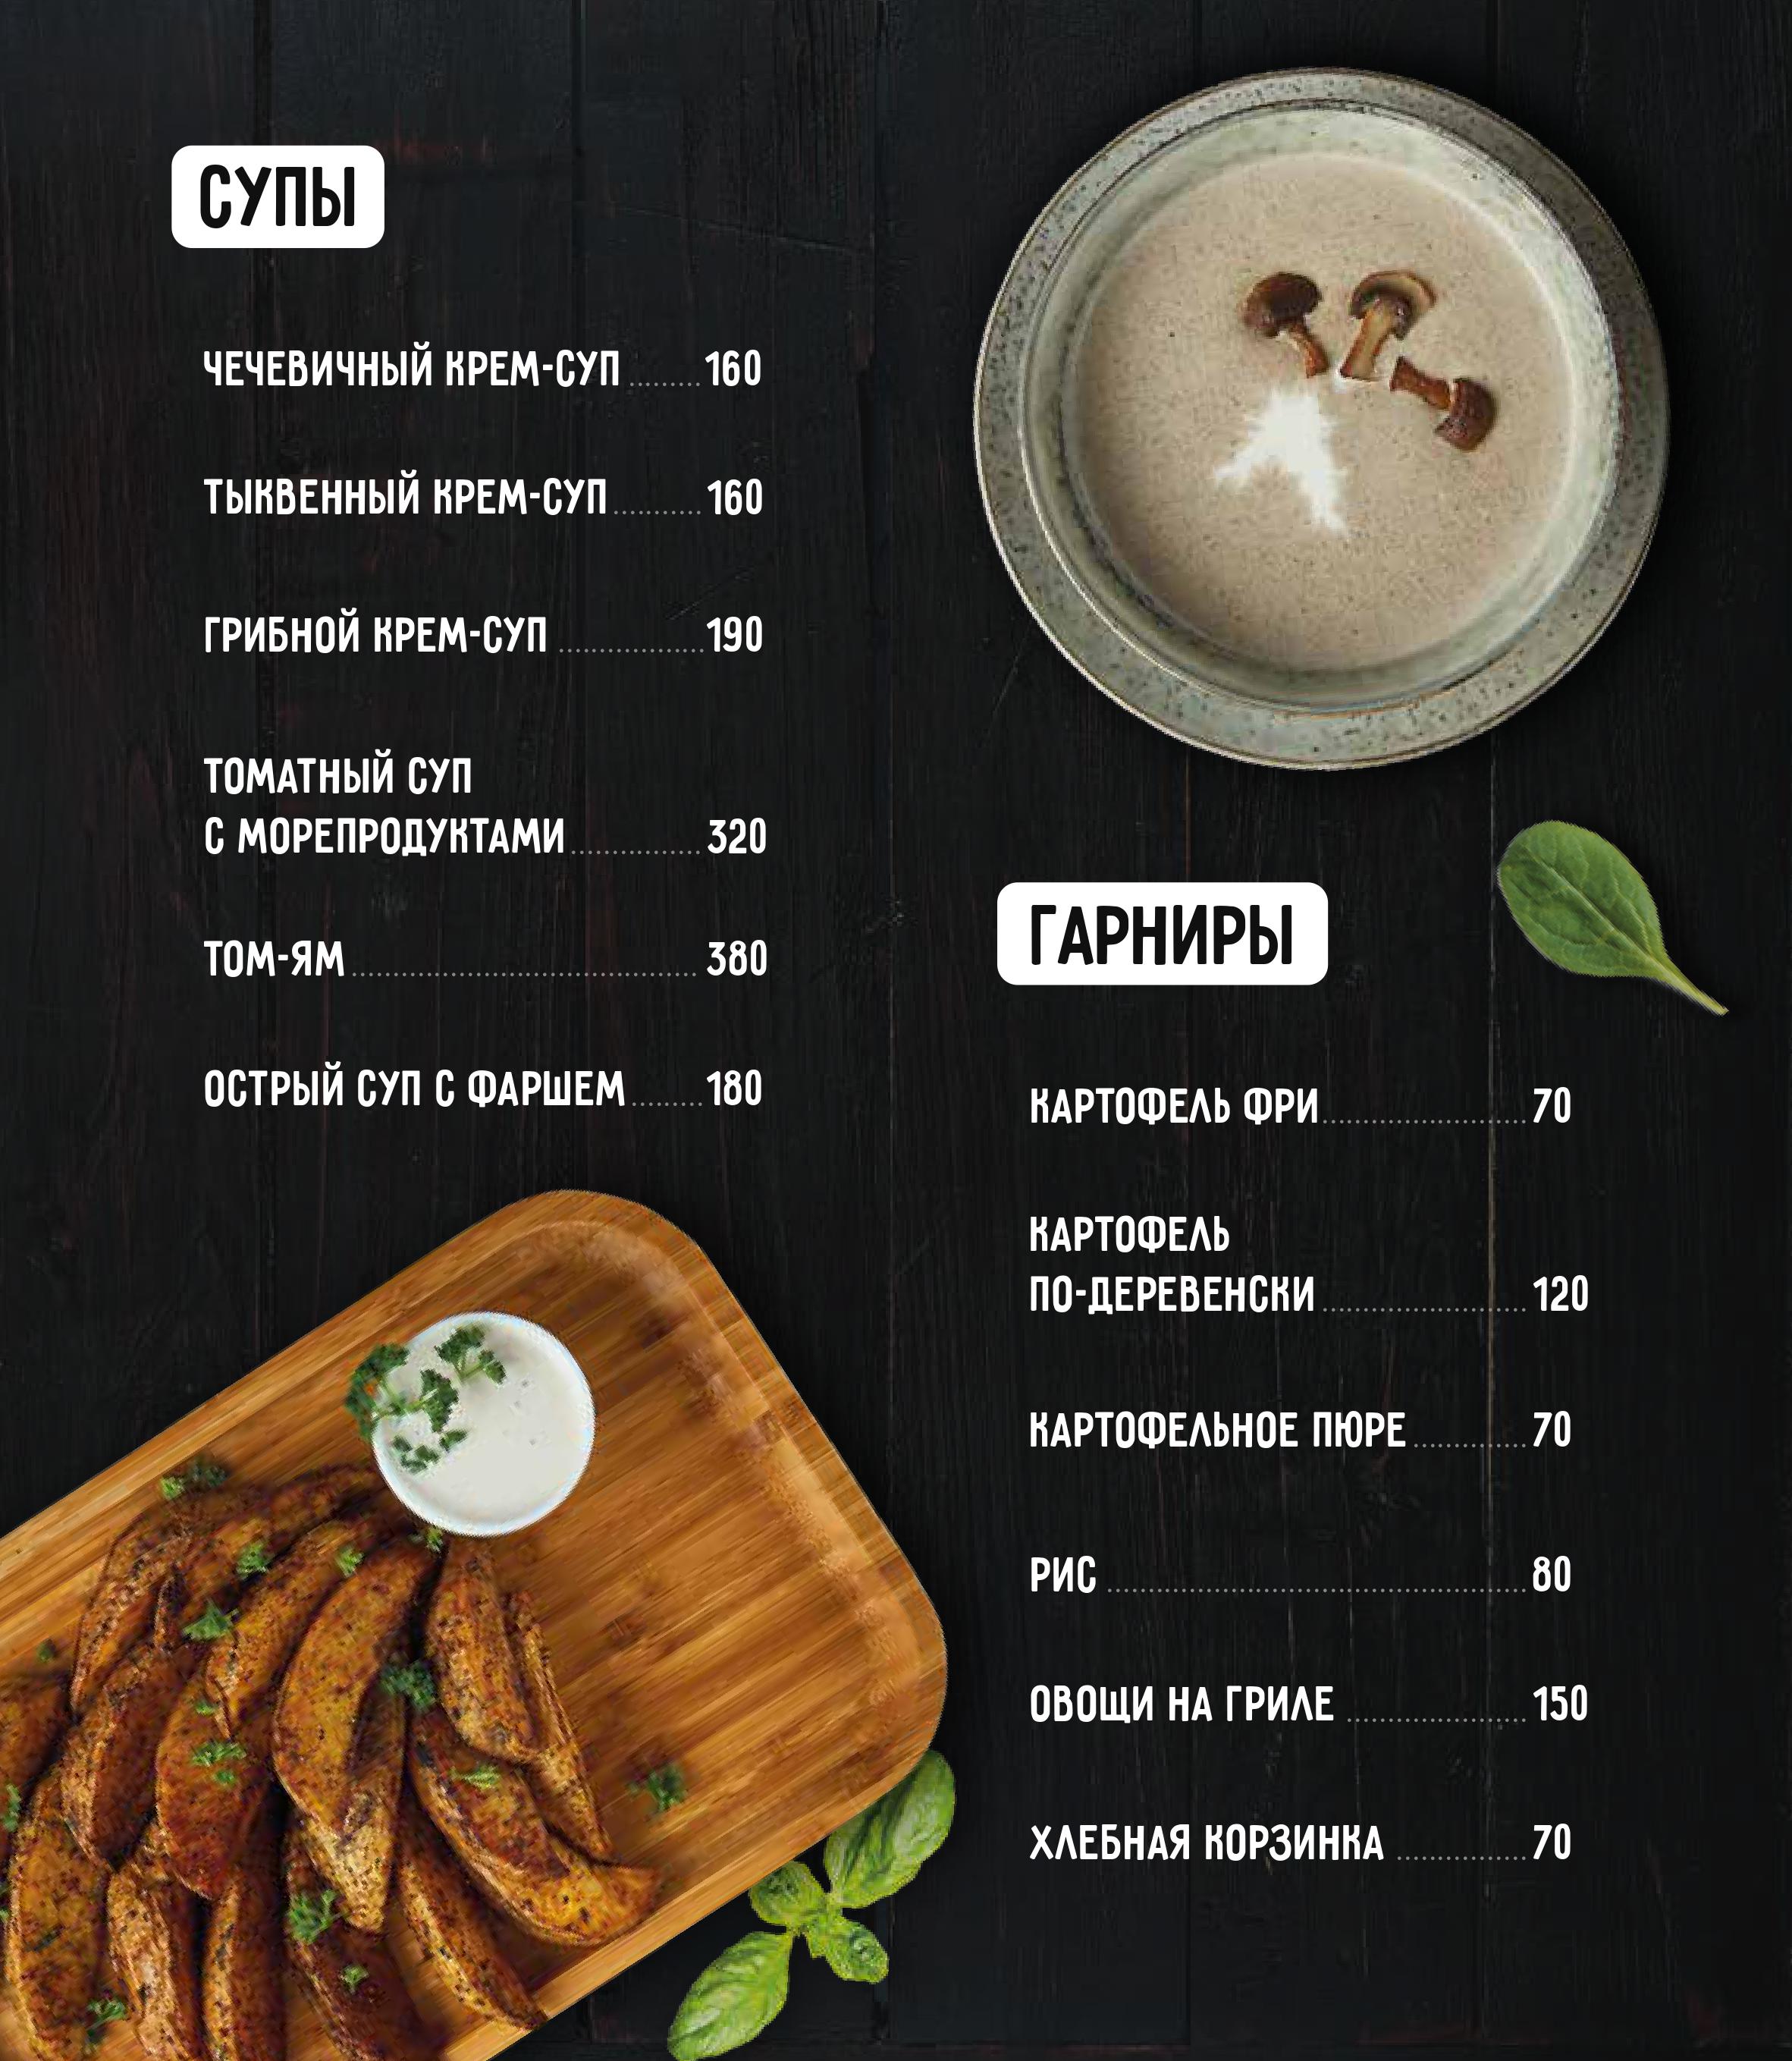 СУПЫ
ЧЕЧЕВИЧНЫЙ КРЕМ-СУП ........ 160
ТЫКВЕННЫЙ КРЕМ-СУП ........ 160
ГРИБНОЙ КРЕМ-СУП ........ 190
ТОМАТНЫЙ СУП
С МОРЕПРОДУКТАМИ ........ 320
ТОМ-ЯМ ........ 380
ОСТРЫЙ СУП С ФАРШЕМ ........ 180
ГАРНИРЫ
КАРТОФЕЛЬ ФРИ ........ 70
КАРТОФЕЛЬ
ПО-ДЕРЕВЕНСКИ ........ 120
КАРТОФЕЛЬНОЕ ПЮРЕ ........ 70
РИС ........ 80
ОВОЩИ НА ГРИЛЕ ........ 150
ХЛЕБНАЯ КОРЗИНКА ........ 70